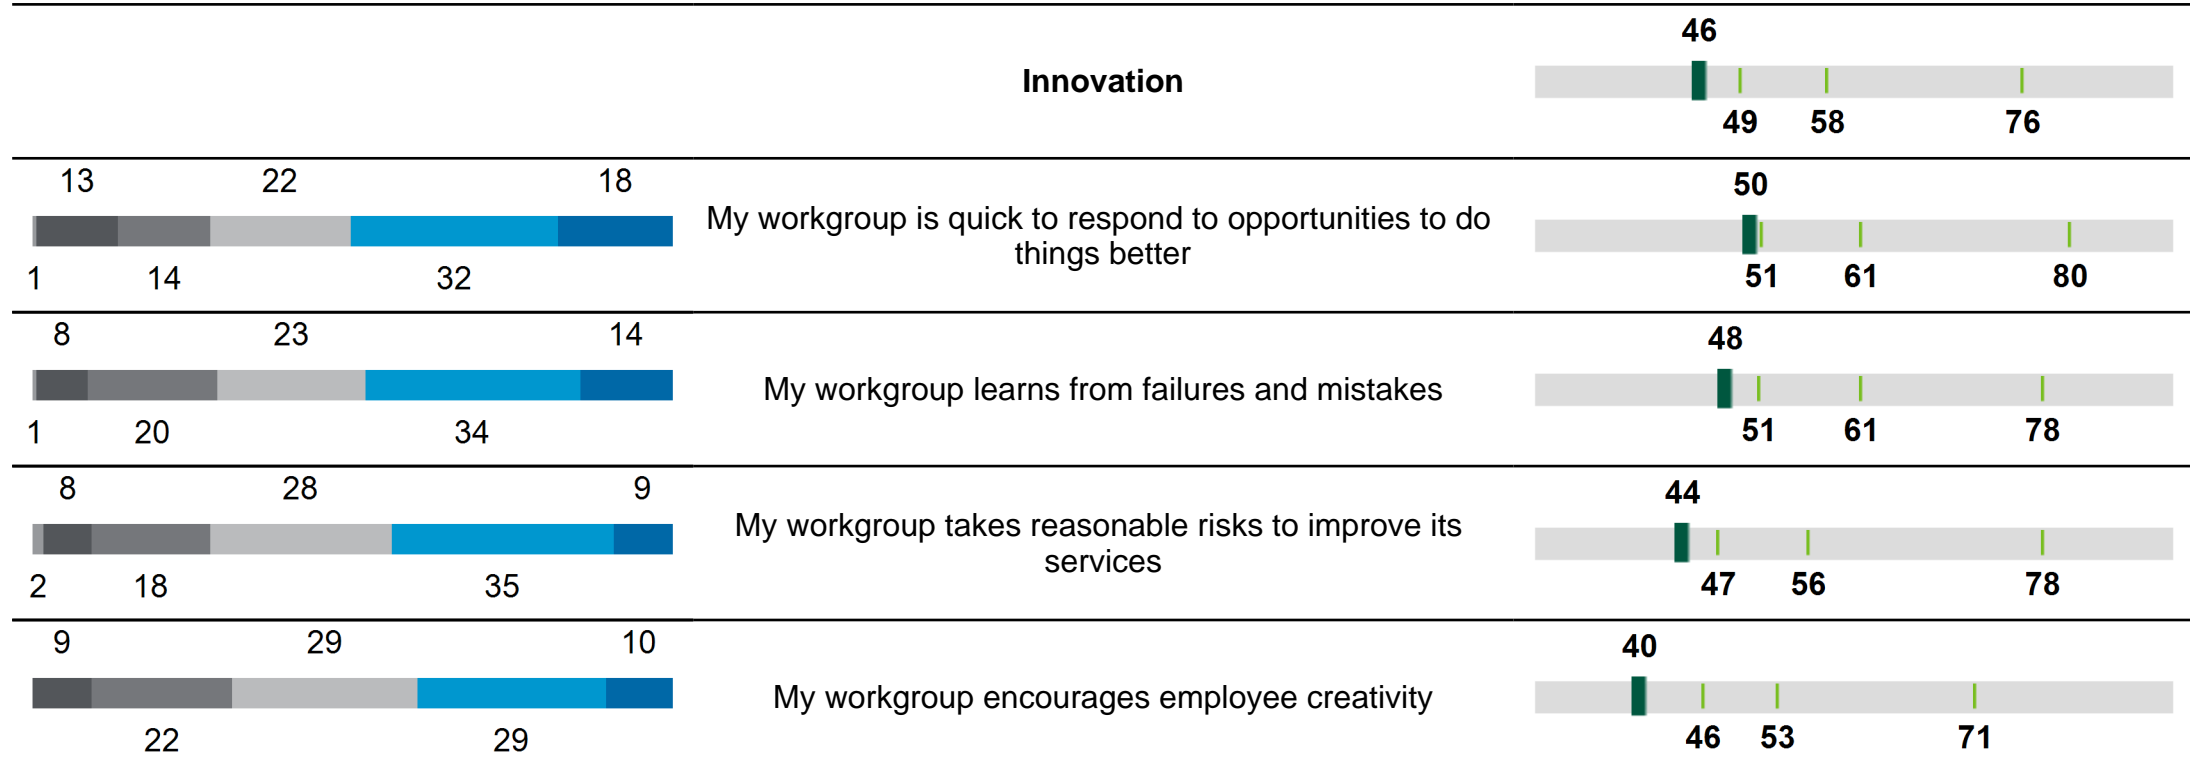 46
Innovation
49 58 76
13 22 18
50
My workgroup is quick to respond to opportunities to do
things better
1 14 32
51 61 80
8 23 14
48
My workgroup learns from failures and mistakes
1 20 34
51 61 78
8 28 9
44
My workgroup takes reasonable risks to improve its
services
2 18 35
47 56 78
9 29 10
40
My workgroup encourages employee creativity
22 29
46 53 71